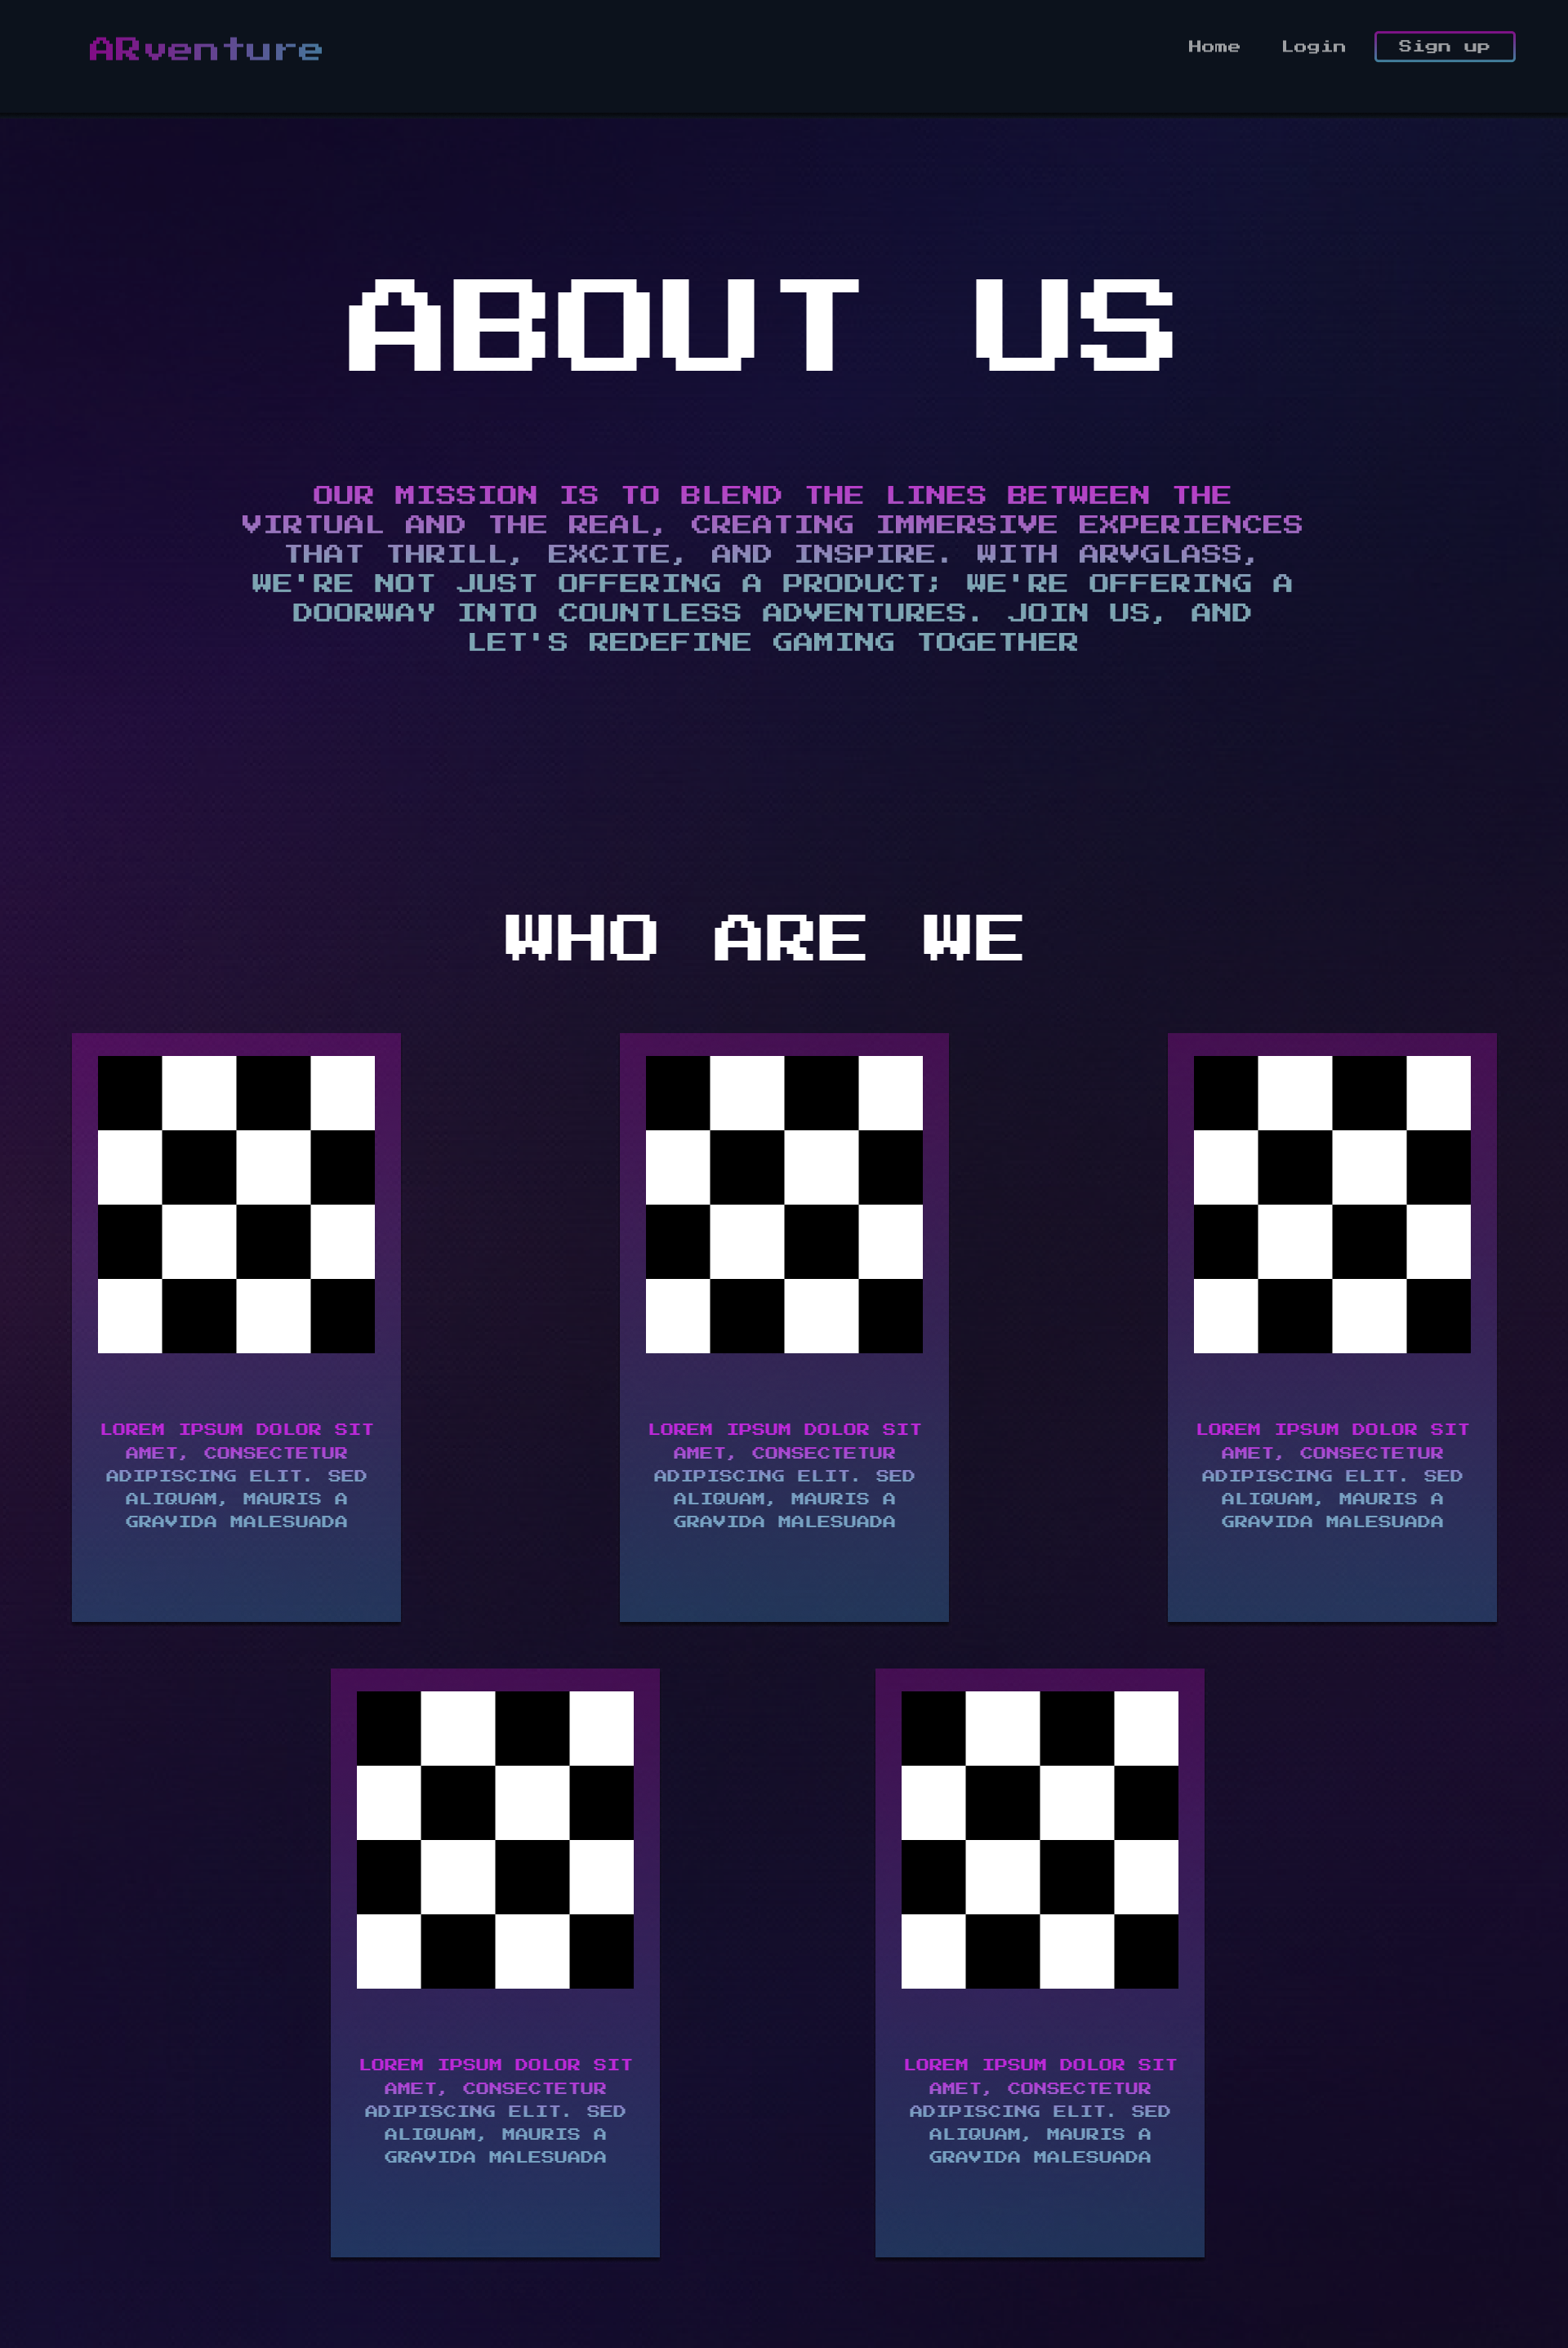 ARventure
Home Login Sign up
ABOUT US
OUR MISSION IS TO BLEND THE LINES BETWEEN THE
VIRTUAL AND THE REAL, CREATING IMMERSIVE EXPERIENCES
THAT THRILL, EXCITE, AND INSPIRE. WITH ARVGLASS,
WE'RE NOT JUST OFFERING A PRODUCT; WE'RE OFFERING A
DOORWAY INTO COUNTLESS ADVENTURES. JOIN US, AND
LET'S REDEFINE GAMING TOGETHER
WHO ARE WE
LOREM IPSUM DOLOR SIT
AMET, CONSECTETUR
ADIPISCING ELIT. SED
ALIQUAM, MAURIS A
GRAVIDA MALESUADA
LOREM IPSUM DOLOR SIT
AMET, CONSECTETUR
ADIPISCING ELIT. SED
ALIQUAM, MAURIS A
GRAVIDA MALESUADA
LOREM IPSUM DOLOR SIT
AMET, CONSECTETUR
ADIPISCING ELIT. SED
ALIQUAM, MAURIS A
GRAVIDA MALESUADA
LOREM IPSUM DOLOR SIT
AMET, CONSECTETUR
ADIPISCING ELIT. SED
ALIQUAM, MAURIS A
GRAVIDA MALESUADA
LOREM IPSUM DOLOR SIT
AMET, CONSECTETUR
ADIPISCING ELIT. SED
ALIQUAM, MAURIS A
GRAVIDA MALESUADA